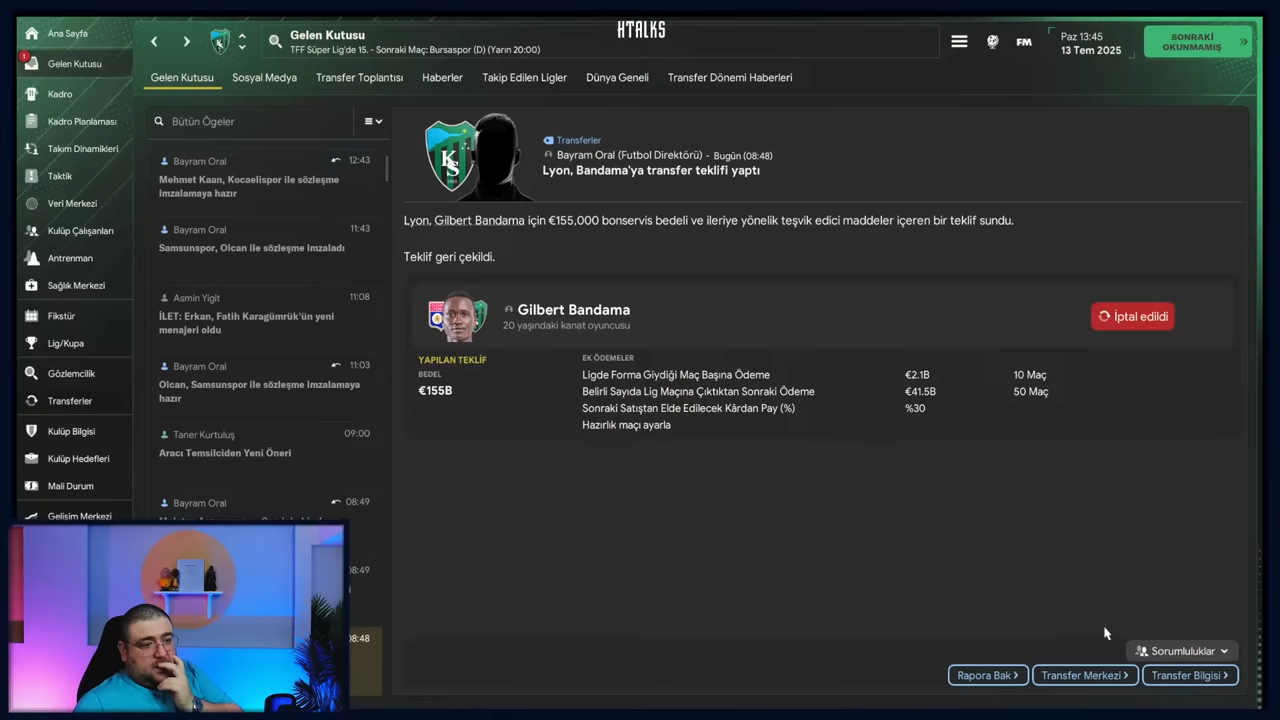 HTALKS
Ana Sayfa
1
Gelen Kutusu
Kadro
Kadro Planlaması
Takım Dinamikleri
Taktik
Veri Merkezi
Kulüp Çalışanları
Antrenman
Sağlık Merkezi
Fikstür
Lig/Kupa
Gözlemcilik
Transferler
Kulüp Bilgisi
Kulüp Hedefleri
Mali Durum
Gelişim Merkezi
Gelen Kutusu
TFF Süper Lig'de 15. - Sonraki Maç: Bursaspor (D) (Yarın 20:00)
FM
Paz 13:45
13 Tem 2025
SONRAKİ
OKUNMAMIŞ
Gelen Kutusu Sosyal Medya Transfer Toplantısı Haberler Takip Edilen Ligler Dünya Geneli Transfer Dönemi Haberleri
Bütün Ögeler
Bayram Oral 12:43
Mehmet Kaan, Kocaelispor ile sözleşme
imzalamaya hazır
Bayram Oral 11:43
Samsunspor, Olcan ile sözleşme imzaladı
Asmin Yigit 11:08
İLET: Erkan, Fatih Karagümrük'ün yeni
menajeri oldu
Bayram Oral 11:03
Olcan, Samsunspor ile sözleşme imzalamaya
hazır
Taner Kurtuluş 09:00
Aracı Temsilciden Yeni Öneri
Bayram Oral 08:49
08:49
08:48
KS
Transferler
Bayram Oral (Futbol Direktörü) - Bugün (08:48)
Lyon, Bandama'ya transfer teklifi yaptı
Lyon, Gilbert Bandama için €155,000 bonservis bedeli ve ileriye yönelik teşvik edici maddeler içeren bir teklif sundu.
Teklif geri çekildi.
Gilbert Bandama
20 yaşındaki kanat oyuncusu
İptal edildi
YAPILAN TEKLİF
BEDEL
€155B
EK ÖDEMELER
Ligde Forma Giydiği Maç Başına Ödeme €2.1B 10 Maç
Belirli Sayıda Lig Maçına Çıktıktan Sonraki Ödeme €41.5B 50 Maç
Sonraki Satıştan Elde Edilecek Kârdan Pay (%) %30
Hazırlık maçı ayarla
Sorumluluklar
Rapora Bak Transfer Merkezi Transfer Bilgisi